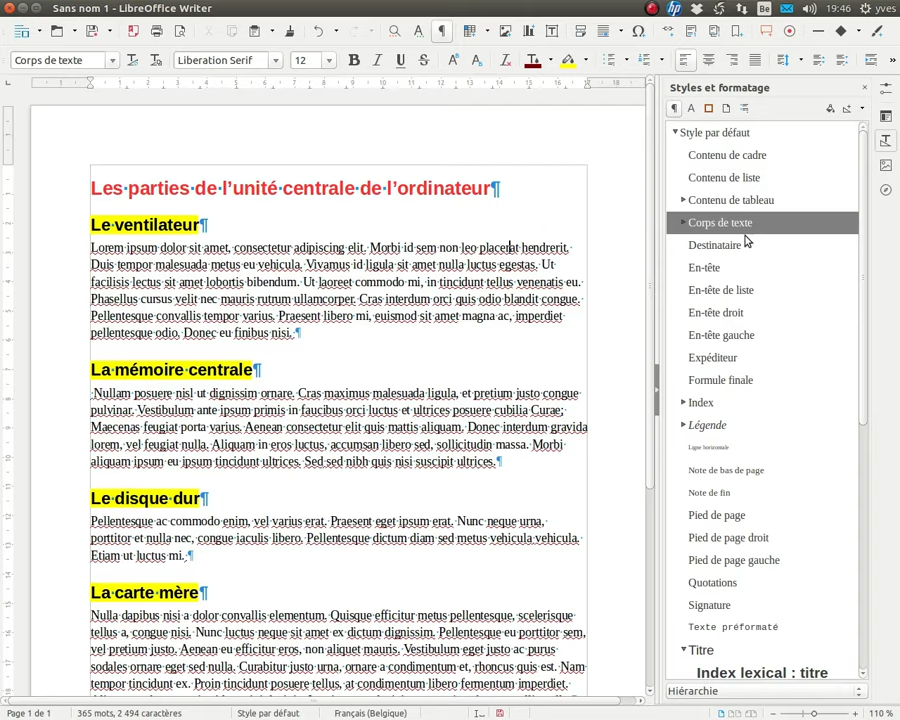 Sans nom 1 - LibreOffice Writer
Be
19:46
yves
Corps de texte
Liberation Serif
12
Styles et formatage
Style par défaut
Contenu de cadre
Contenu de liste
Contenu de tableau
Corps de texte
Destinataire
En-tête
En-tête de liste
En-tête droit
En-tête gauche
Expéditeur
Formule finale
Index
Légende
Ligne horizontale
Note de bas de page
Note de fin
Pied de page
Pied de page droit
Pied de page gauche
Quotations
Signature
Texte préformaté
Titre
Index lexical : titre
Hiérarchie
Les parties de l’unité centrale de l’ordinateur¶
Le ventilateur¶
Lorem ipsum dolor sit amet, consectetur adipiscing elit. Morbi id sem non leo placerat hendrerit.
Duis tempor malesuada metus eu vehicula. Vivamus id ligula sit amet nulla luctus egestas. Ut
facilisis lectus sit amet lobortis bibendum. Ut laoreet commodo mi, in tincidunt tellus venenatis eu.
Phasellus cursus velit nec mauris rutrum ullamcorper. Cras interdum orci quis odio blandit congue.
Pellentesque convallis tempor varius. Praesent libero mi, euismod sit amet magna ac, imperdiet
pellentesque odio. Donec eu finibus nisi. ¶
La mémoire centrale¶
Nullam posuere nisl ut dignissim ornare. Cras maximus malesuada ligula, et pretium justo congue
pulvinar. Vestibulum ante ipsum primis in faucibus orci luctus et ultrices posuere cubilia Curae;
Maecenas feugiat porta varius. Aenean consectetur elit quis mattis aliquam. Donec interdum gravida
lorem, vel feugiat nulla. Aliquam in eros luctus, accumsan libero sed, sollicitudin massa. Morbi
aliquam ipsum eu ipsum tincidunt ultrices. Sed sed nibh quis nisi suscipit ultrices.¶
Le disque dur¶
Pellentesque ac commodo enim, vel varius erat. Praesent eget ipsum erat. Nunc neque urna,
porttitor et nulla nec, congue iaculis libero. Pellentesque dictum diam sed metus vehicula vehicula.
Etiam ut luctus mi. ¶
La carte mère¶
Nulla dapibus nisi a dolor convallis elementum. Quisque efficitur metus pellentesque, scelerisque
tellus a, congue nisi. Nunc luctus neque sit amet ex dictum dignissim. Pellentesque eu porttitor sem,
vel pretium justo. Aenean eu efficitur eros, non aliquet mauris. Vestibulum eget justo ac purus
sodales ornare eget sed nulla. Curabitur justo urna, ornare a condimentum et, rhoncus quis est. Nam
tempor tincidunt ex. Proin tincidunt posuere tellus, at condimentum libero fermentum imperdiet.
Page 1 de 1
365 mots, 2 494 caractères
Style par défaut
Français (Belgique)
110 %